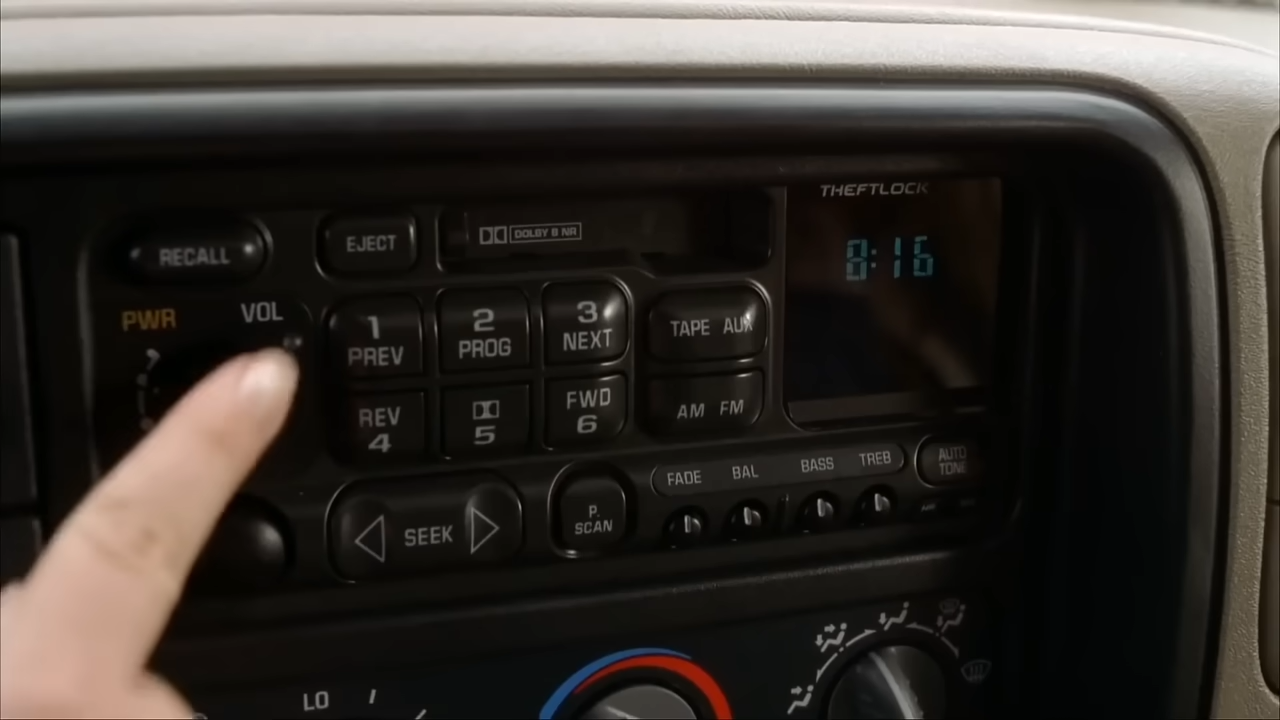 THEFTLOCK
RECALL
EJECT
DOLBY B NR
8:16
PWR
VOL
1
PREV
2
PROG
3
NEXT
TAPE AUX
REV
4
5
FWD
6
AM FM
FADE BAL BASS TREB
AUTO
TONE
SEEK
P.
SCAN
LO